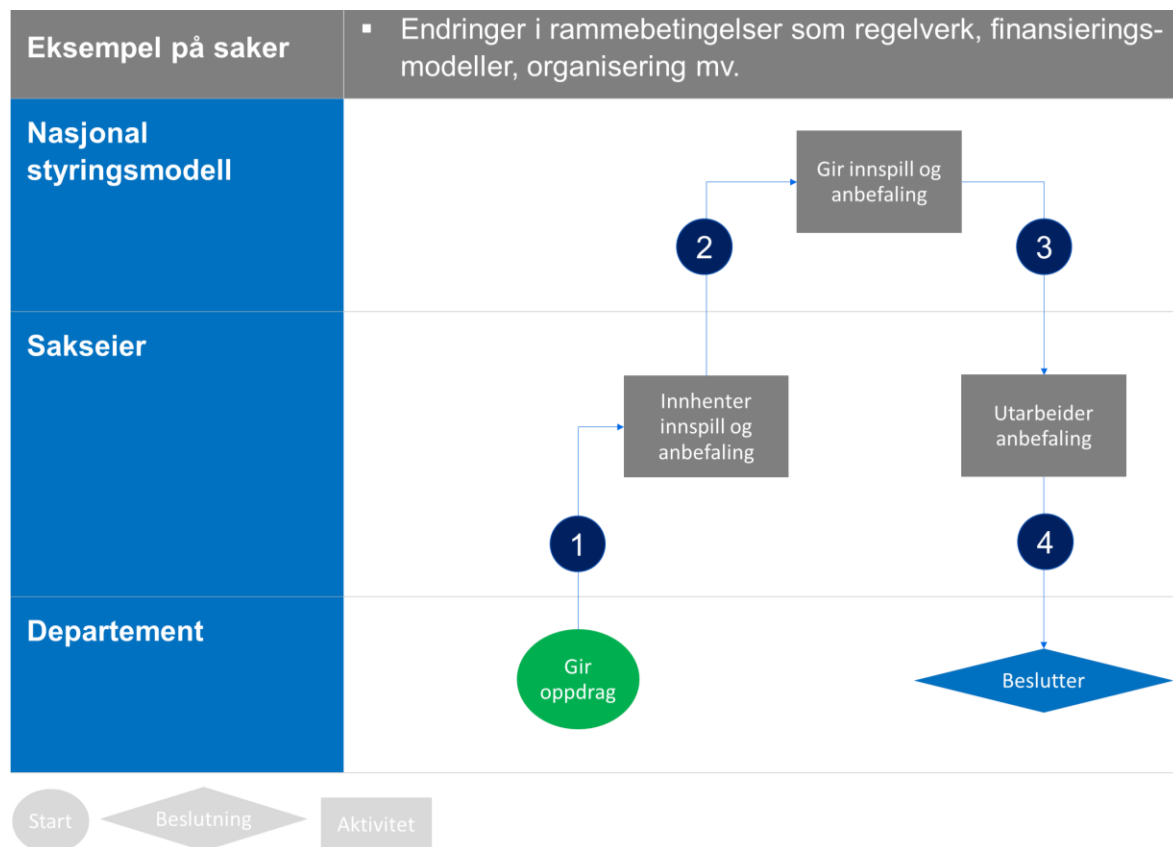 Eksempel på saker
▪ Endringer i rammebetingelser som regelverk, finansierings-
modeller, organisering mv.
Nasjonal
styringsmodell
Gir innspill og
anbefaling
2
3
Sakseier
Innhenter
innspill og
anbefaling
Utarbeider
anbefaling
1
4
Departement
Gir
oppdrag
Beslutter
Start
Beslutning
Aktivitet